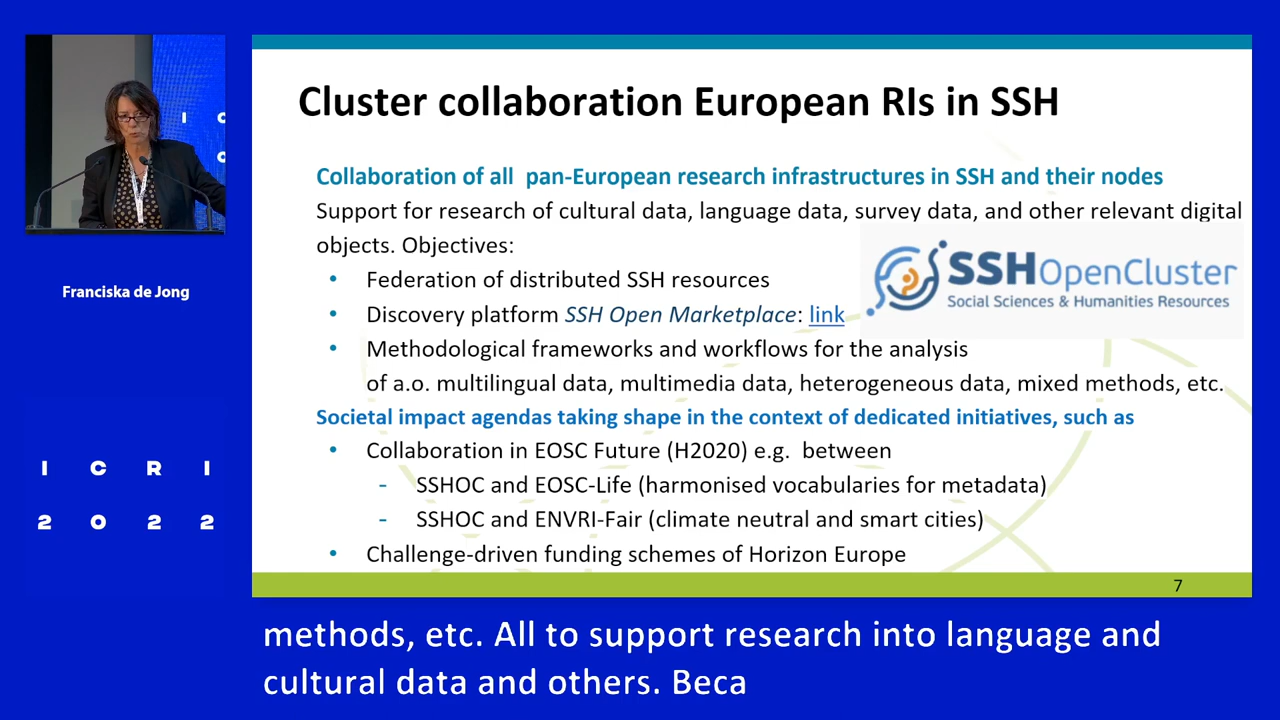 Cluster collaboration European RIs in SSH
Collaboration of all pan-European research infrastructures in SSH and their nodes
Support for research of cultural data, language data, survey data, and other relevant digital
objects. Objectives:
• Federation of distributed SSH resources
• Discovery platform SSH Open Marketplace: link
• Methodological frameworks and workflows for the analysis
of a.o. multilingual data, multimedia data, heterogeneous data, mixed methods, etc.
SSHOpenCluster
Social Sciences & Humanities Resources
Societal impact agendas taking shape in the context of dedicated initiatives, such as
• Collaboration in EOSC Future (H2020) e.g. between
- SSHOC and EOSC-Life (harmonised vocabularies for metadata)
- SSHOC and ENVRI-Fair (climate neutral and smart cities)
• Challenge-driven funding schemes of Horizon Europe
7
I C
O
Franciska de Jong
I C R I
2 0 2 2
methods, etc. All to support research into language and
cultural data and others. Beca